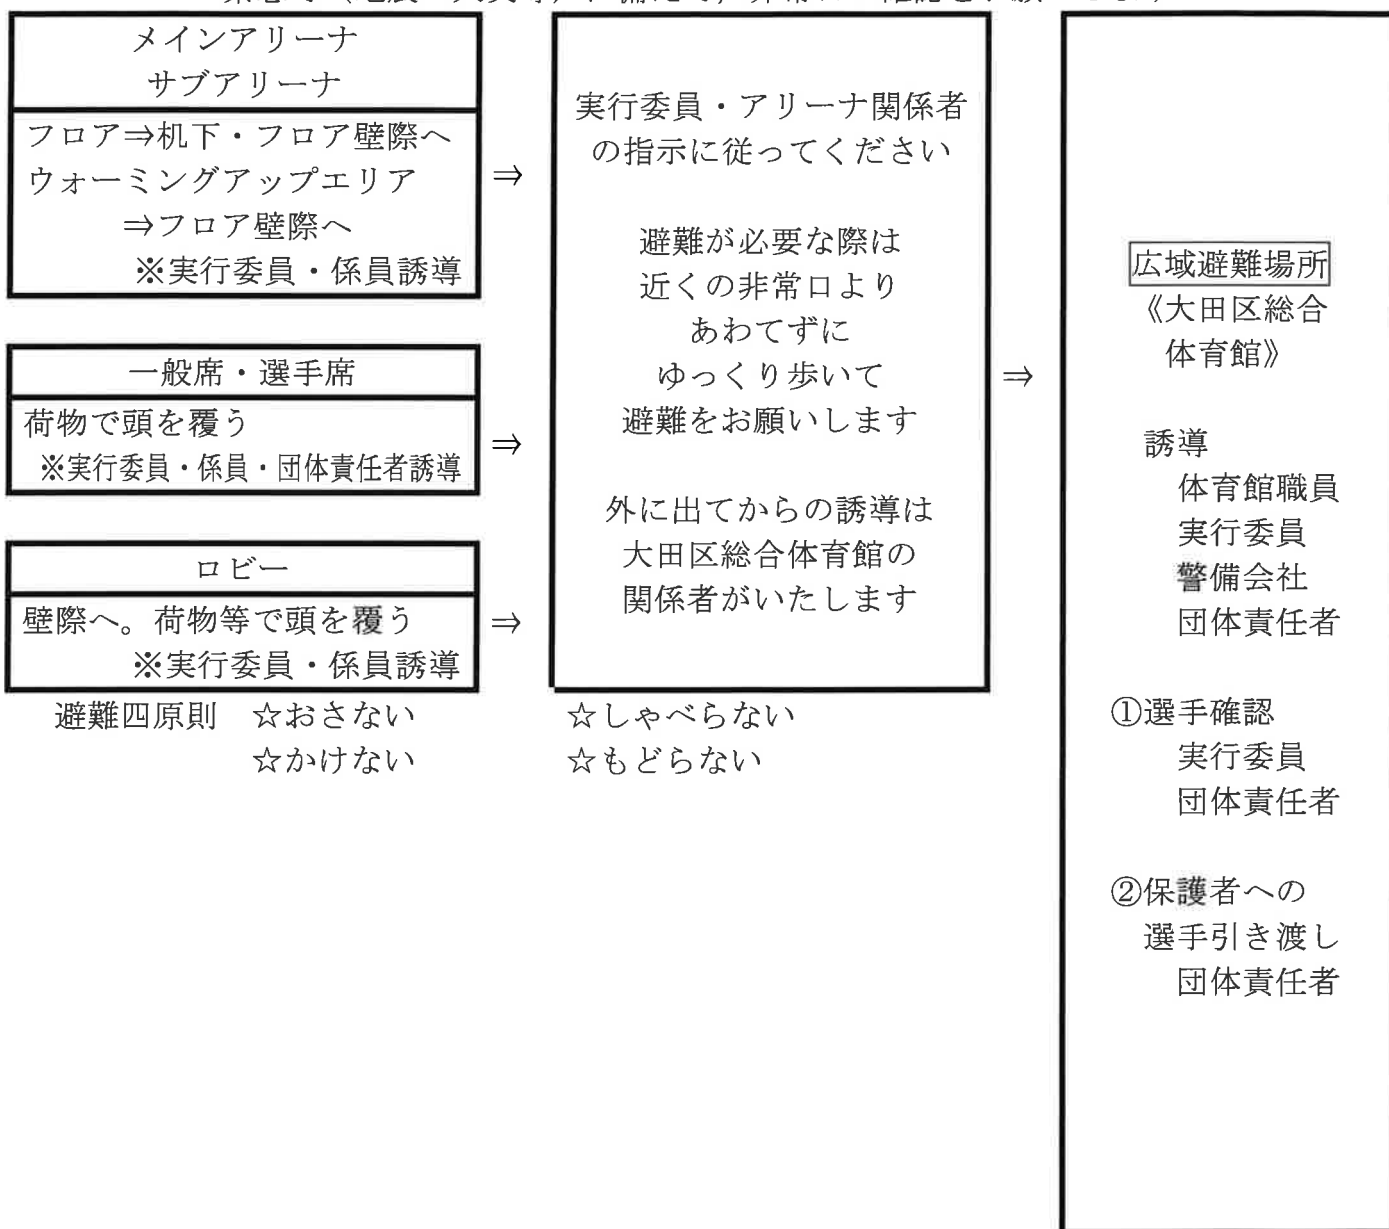 メインアリーナ
サブアリーナ
フロア⇒机下・フロア壁際へ
ウォーミングアップエリア
⇒フロア壁際へ
※実行委員・係員誘導
⇒
一般席・選手席
荷物で頭を覆う
※実行委員・係員・団体責任者誘導
⇒
ロビー
壁際へ。荷物等で頭を覆う
※実行委員・係員誘導
⇒
実行委員・アリーナ関係者
の指示に従ってください
避難が必要な際は
近くの非常口より
あわてずに
ゆっくり歩いて
避難をお願いします
外に出てからの誘導は
大田区総合体育館の
関係者がいたします
⇒
広域避難場所
《大田区総合
体育館》
誘導
体育館職員
実行委員
警備会社
団体責任者
①選手確認
実行委員
団体責任者
②保護者への
選手引き渡し
団体責任者
避難四原則 ☆おさない ☆しゃべらない
☆かけない ☆もどらない